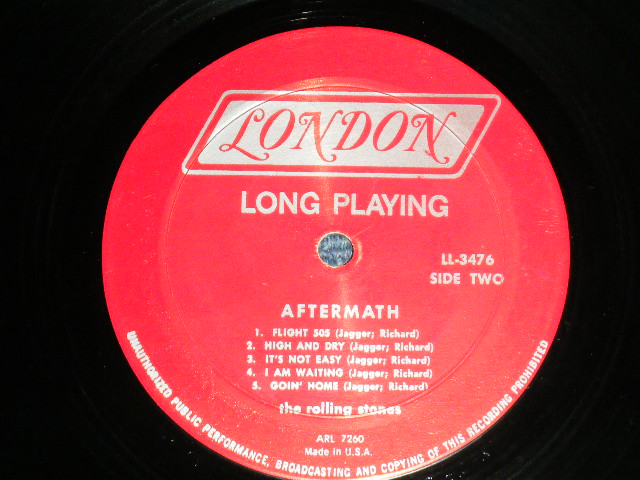 LONDON
LONG PLAYING
LL-3476
SIDE TWO
AFTERMATH
1. FLIGHT 505 (Jagger; Richard)
2. HIGH AND DRY (Jagger; Richard)
3. IT'S NOT EASY (Jagger; Richard)
4. I AM WAITING (Jagger; Richard)
5. GOIN' HOME (Jagger; Richard)
the rolling stones
ARL 7260
Made in U.S.A.
UNAUTHORIZED PUBLIC PERFORMANCE, BROADCASTING AND COPYING OF THIS RECORDING PROHIBITED